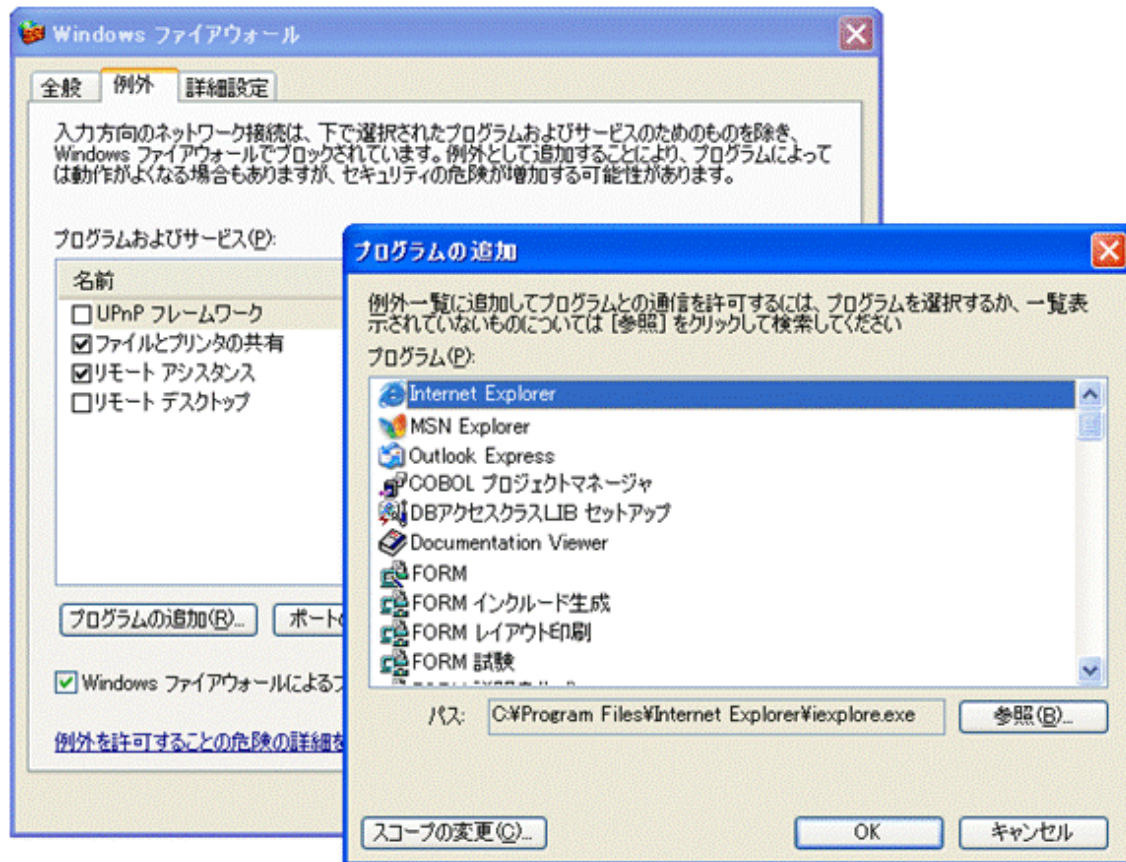 Windows ファイアウォール
全般
例外
詳細設定
入力方向のネットワーク接続は、下で選択されたプログラムおよびサービスのためのものを除き、
Windows ファイアウォールでブロックされています。例外として追加することにより、プログラムによって
は動作がよくなる場合もありますが、セキュリティの危険が増加する可能性があります。
プログラムおよびサービス(P):
名前
UPnP フレームワーク
ファイルとプリンタの共有
リモート アシスタンス
リモート デスクトップ
プログラムの追加(R)...
ポート
Windows ファイアウォールによるブ
例外を許可することの危険の詳細を
プログラムの追加
例外一覧に追加してプログラムとの通信を許可するには、プログラムを選択するか、一覧表
示されていないものについては [参照] をクリックして検索してください
プログラム(P):
Internet Explorer
MSN Explorer
Outlook Express
COBOL プロジェクトマネージャ
DBアクセスクラスLIB セットアップ
Documentation Viewer
FORM
FORM インクルード生成
FORM レイアウト印刷
FORM 試験
パス:
C:¥Program Files¥Internet Explorer¥iexplore.exe
参照(B)...
スコープの変更(C)...
OK
キャンセル